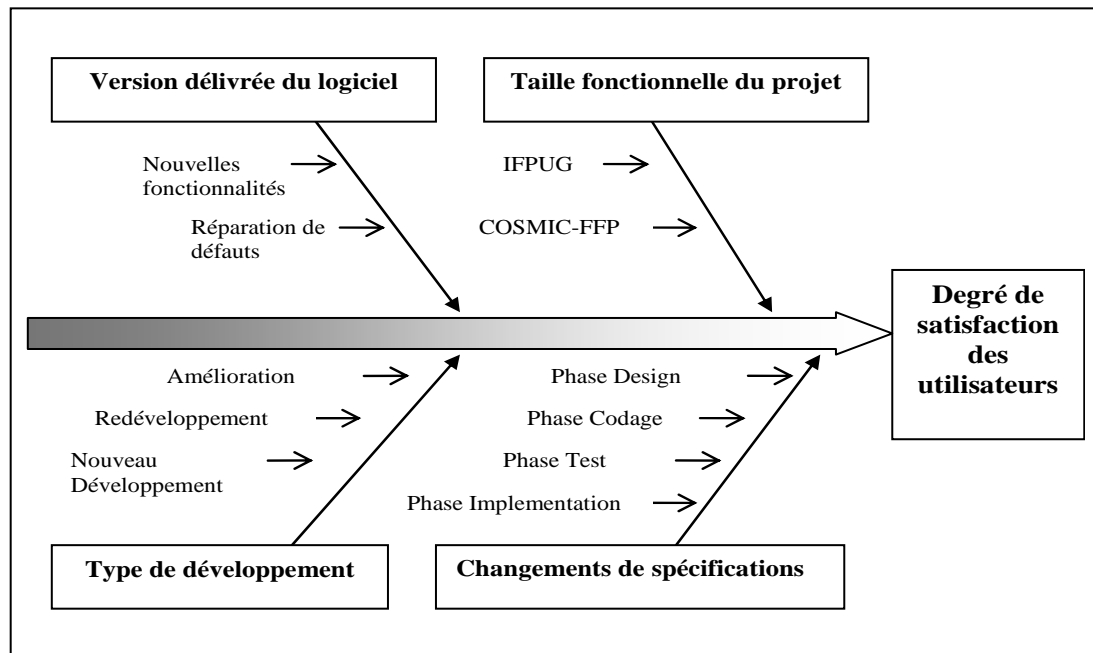 Version délivrée du logiciel
Taille fonctionnelle du projet
Nouvelles
fonctionnalités
Réparation de
défauts
IFPUG
COSMIC-FFP
Degré de
satisfaction
des
utilisateurs
Amélioration
Redéveloppement
Nouveau
Développement
Phase Design
Phase Codage
Phase Test
Phase Implementation
Type de développement
Changements de spécifications